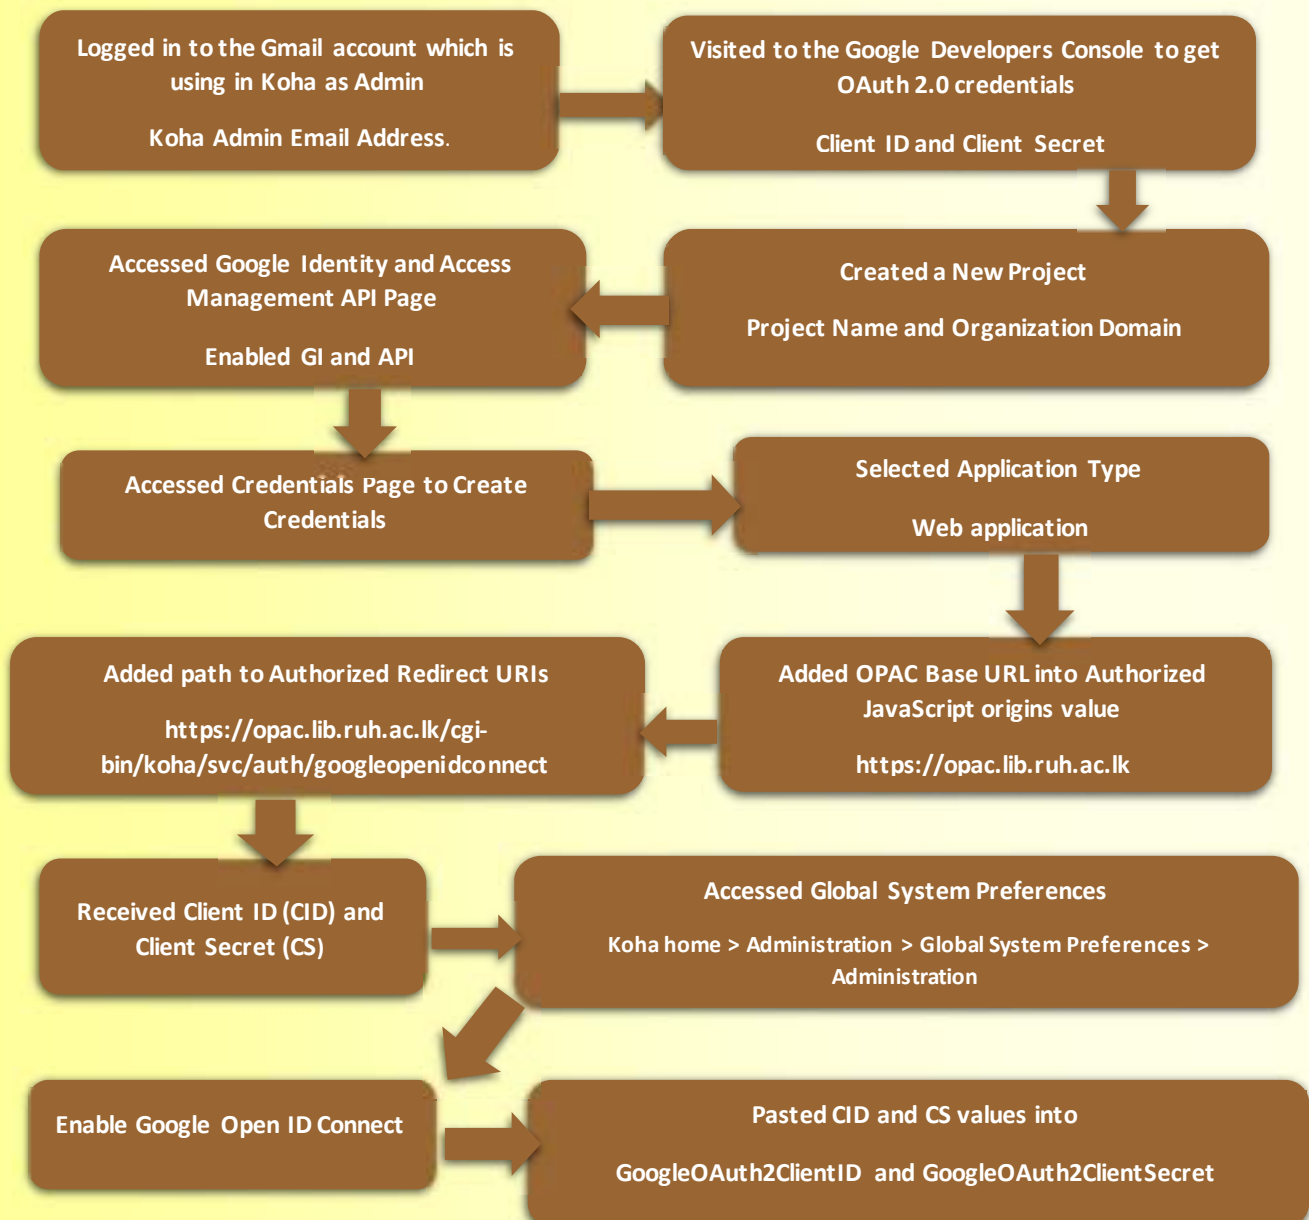 Logged in to the Gmail account which is
using in Koha as Admin
Koha Admin Email Address.
Visited to the Google Developers Console to get
OAuth 2.0 credentials
Client ID and Client Secret
Created a New Project
Project Name and Organization Domain
Accessed Google Identity and Access
Management API Page
Enabled GI and API
Accessed Credentials Page to Create
Credentials
Selected Application Type
Web application
Added OPAC Base URL into Authorized
JavaScript origins value
https://opac.lib.ruh.ac.lk
Added path to Authorized Redirect URIs
https://opac.lib.ruh.ac.lk/cgi-
bin/koha/svc/auth/googleopenidconnect
Received Client ID (CID) and
Client Secret (CS)
Accessed Global System Preferences
Koha home > Administration > Global System Preferences >
Administration
Enable Google Open ID Connect
Pasted CID and CS values into
GoogleOAuth2ClientID and GoogleOAuth2ClientSecret